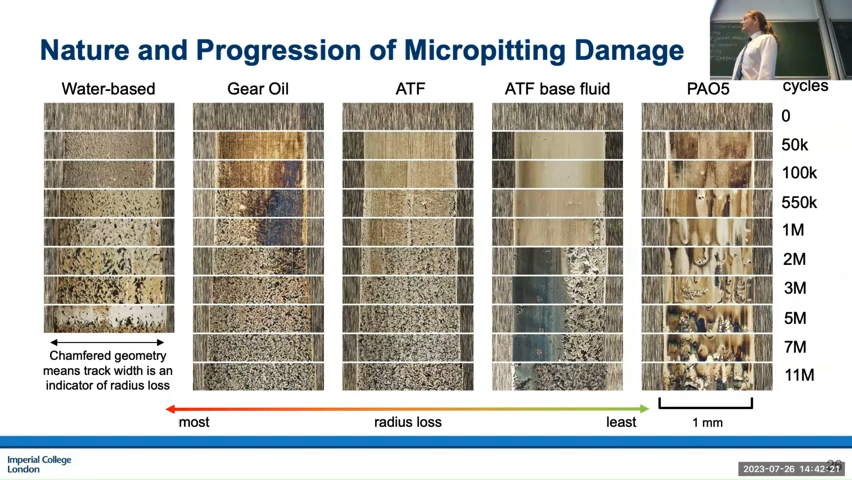 Nature and Progression of Micropitting Damage
Water-based
Gear Oil
ATF
ATF base fluid
PAO5
cycles
0
50k
100k
550k
1M
2M
3M
5M
7M
11M
Chamfered geometry
means track width is an
indicator of radius loss
most
radius loss
least
1 mm
Imperial College
London
2023-07-26 14:42:21